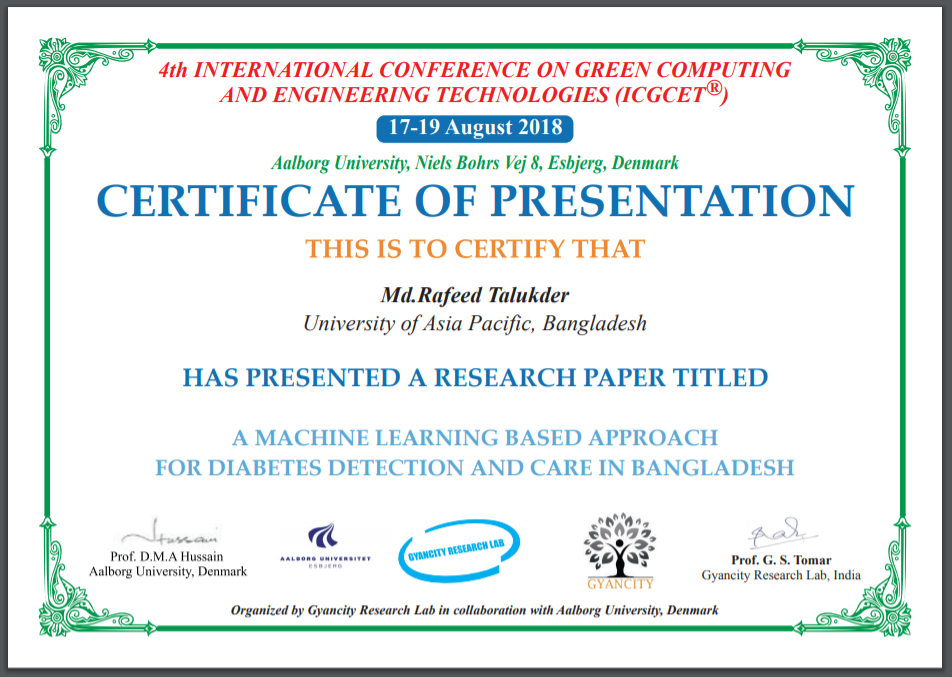 4th INTERNATIONAL CONFERENCE ON GREEN COMPUTING
AND ENGINEERING TECHNOLOGIES (ICGCET®)
17-19 August 2018
Aalborg University, Niels Bohrs Vej 8, Esbjerg, Denmark
CERTIFICATE OF PRESENTATION
THIS IS TO CERTIFY THAT
Md.Rafeed Talukder
University of Asia Pacific, Bangladesh
HAS PRESENTED A RESEARCH PAPER TITLED
A MACHINE LEARNING BASED APPROACH
FOR DIABETES DETECTION AND CARE IN BANGLADESH
Hussain
Prof. D.M.A Hussain
Aalborg University, Denmark
AALBORG UNIVERSITET
ESBJERG
GYANCITY RESEARCH LAB
GYANCITY
Prof. G. S. Tomar
Gyancity Research Lab, India
Organized by Gyancity Research Lab in collaboration with Aalborg University, Denmark